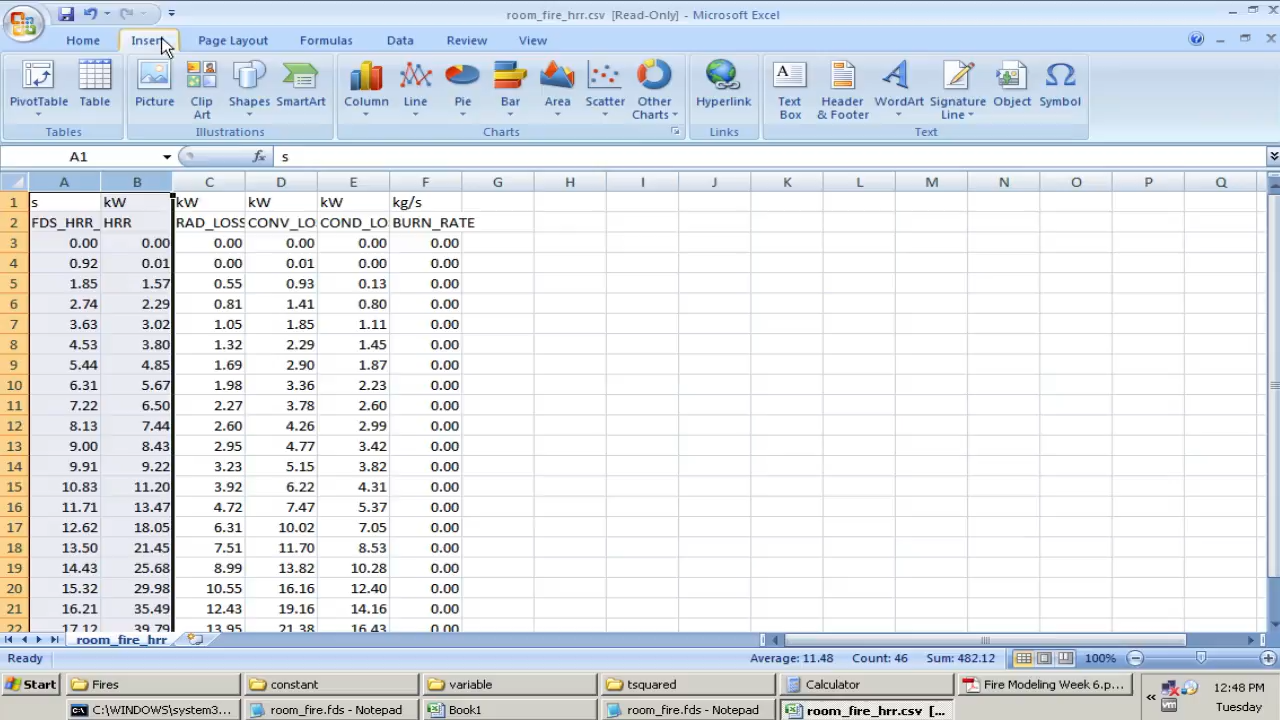 room_fire_hrr.csv [Read-Only] - Microsoft Excel
Home Insert Page Layout Formulas Data Review View
PivotTable Table Picture Clip Art Shapes SmartArt Column Line Pie Bar Area Scatter Other Charts Hyperlink Text Box Header & Footer WordArt Signature Line Object Symbol
Tables Illustrations Charts Links Text
A1 fx s
A B C D E F G H I J K L M N O P Q
1 s kW kW kW kW kg/s
2 FDS_HRR_ HRR RAD_LOSS CONV_LO COND_LO BURN_RATE
3 0.00 0.00 0.00 0.00 0.00 0.00
4 0.92 0.01 0.00 0.01 0.00 0.00
5 1.85 1.57 0.55 0.93 0.13 0.00
6 2.74 2.29 0.81 1.41 0.80 0.00
7 3.63 3.02 1.05 1.85 1.11 0.00
8 4.53 3.80 1.32 2.29 1.45 0.00
9 5.44 4.85 1.69 2.90 1.87 0.00
10 6.31 5.67 1.98 3.36 2.23 0.00
11 7.22 6.50 2.27 3.78 2.60 0.00
12 8.13 7.44 2.60 4.26 2.99 0.00
13 9.00 8.43 2.95 4.77 3.42 0.00
14 9.91 9.22 3.23 5.15 3.82 0.00
15 10.83 11.20 3.92 6.22 4.31 0.00
16 11.71 13.47 4.72 7.47 5.37 0.00
17 12.62 18.05 6.31 10.02 7.05 0.00
18 13.50 21.45 7.51 11.70 8.53 0.00
19 14.43 25.68 8.99 13.82 10.28 0.00
20 15.32 29.98 10.55 16.16 12.40 0.00
21 16.21 35.49 12.43 19.16 14.16 0.00
22 17.12 39.79 13.95 21.38 16.43 0.00
room_fire_hrr
Ready Average: 11.48 Count: 46 Sum: 482.12 100%
Start Fires constant variable tsquared Calculator Fire Modeling Week 6.p... « 12:48 PM
C:\WINDOWS\system3... room_fire.fds - Notepad Book1 room_fire.fds - Notepad room_fire_hrr.csv [... Tuesday